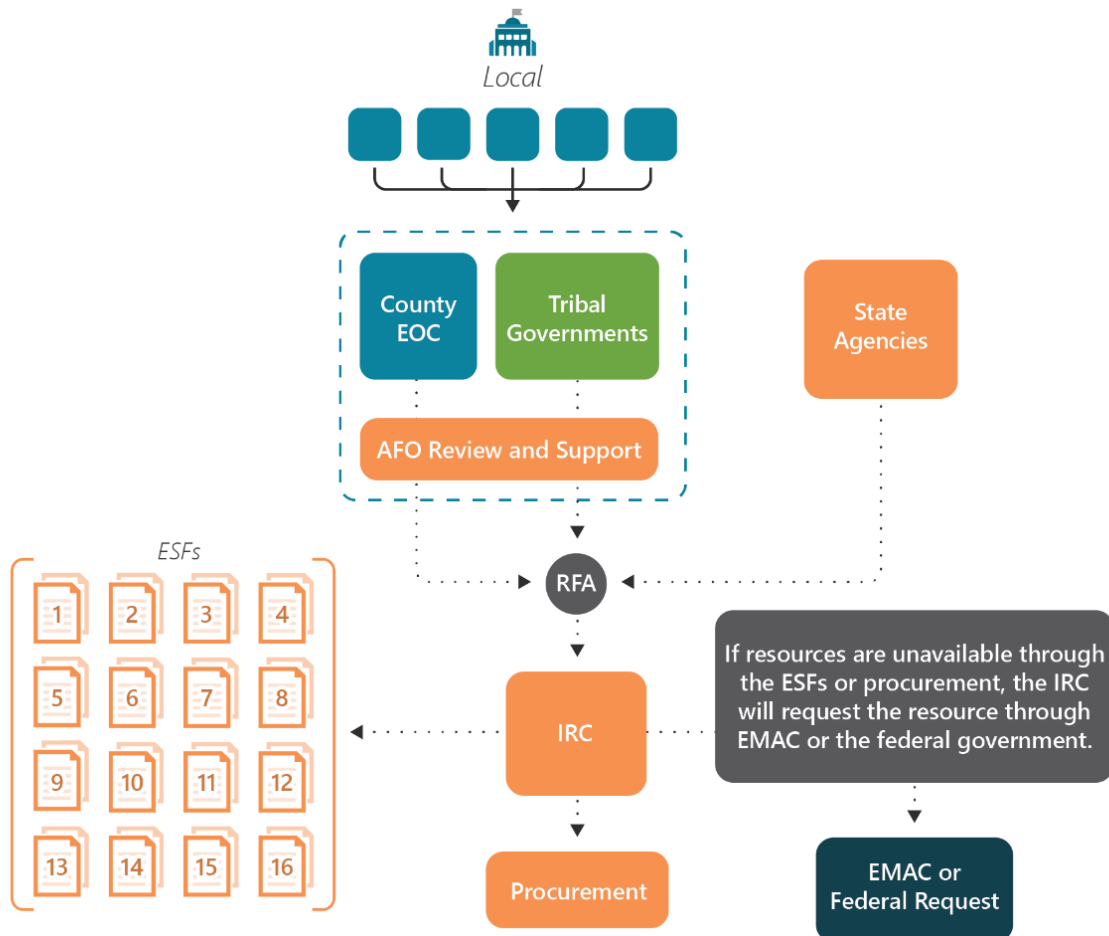 Local
County
EOC
Tribal
Governments
State
Agencies
AFO Review and Support
ESFs
RFA
1
2
3
4
5
6
7
8
9
10
11
12
13
14
15
16
IRC
If resources are unavailable through
the ESFs or procurement, the IRC
will request the resource through
EMAC or the federal government.
Procurement
EMAC or
Federal Request